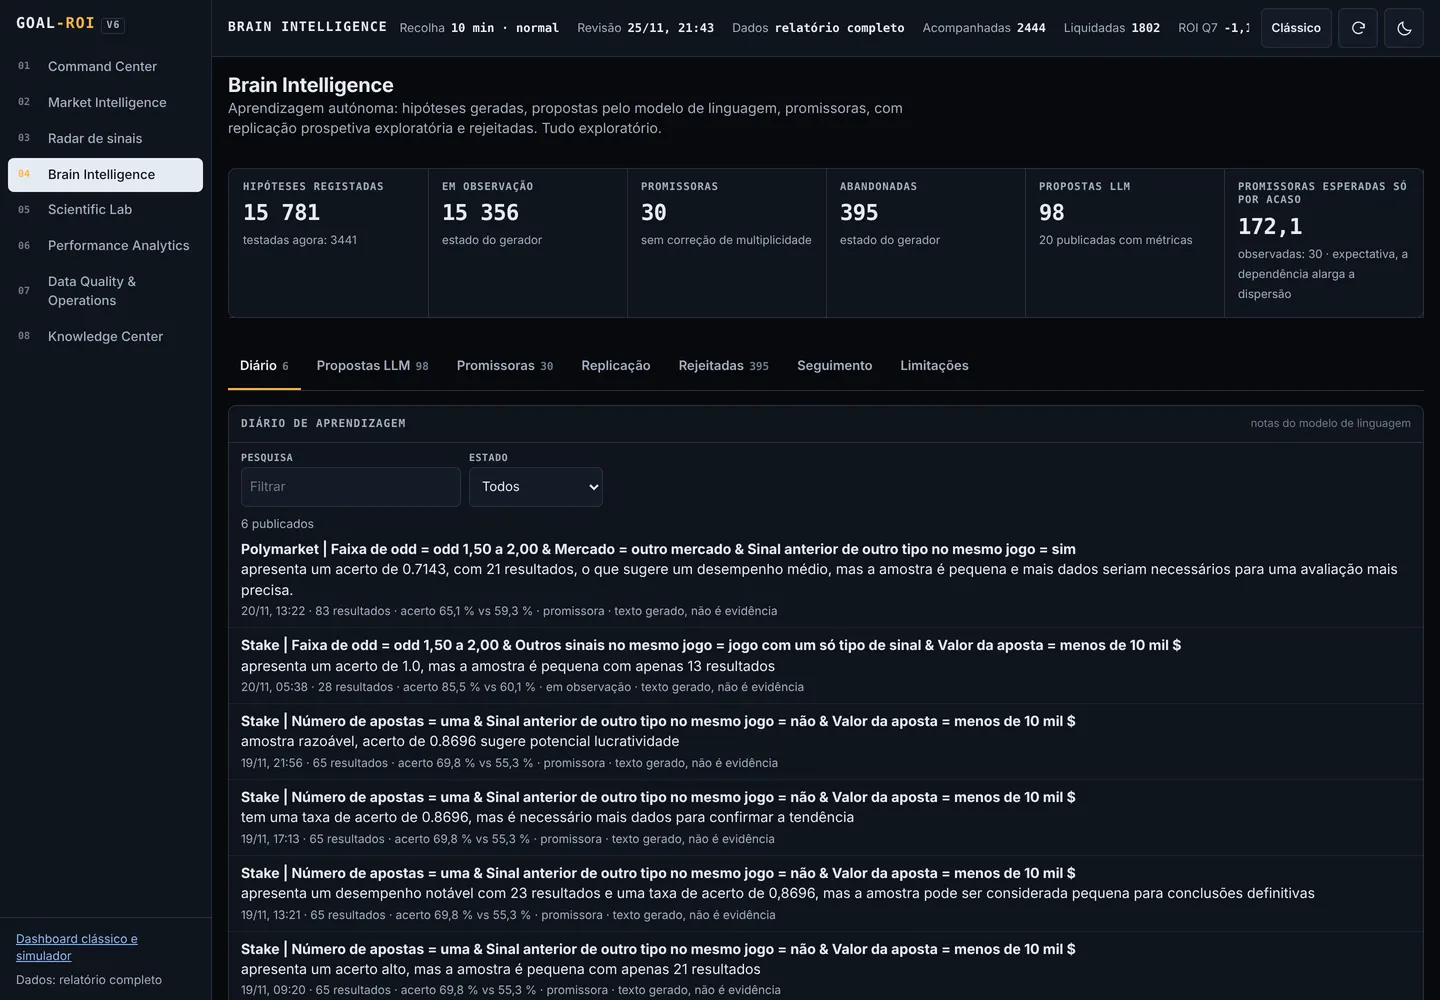 GOAL-ROI V6
01 Command Center
02 Market Intelligence
03 Radar de sinais
04 Brain Intelligence
05 Scientific Lab
06 Performance Analytics
07 Data Quality &
Operations
08 Knowledge Center
Dashboard clássico e
simulador
Dados: relatório completo
BRAIN INTELLIGENCE Recolha 10 min · normal Revisão 25/11, 21:43 Dados relatório completo Acompanhadas 2444 Liquidadas 1802 ROI Q7 -1,1 Clássico
Brain Intelligence
Aprendizagem autónoma: hipóteses geradas, propostas pelo modelo de linguagem, promissoras, com
replicação prospetiva exploratória e rejeitadas. Tudo exploratório.
HIPÓTESES REGISTADAS
15 781
testadas agora: 3441
EM OBSERVAÇÃO
15 356
estado do gerador
PROMISSORAS
30
sem correção de multiplicidade
ABANDONADAS
395
estado do gerador
PROPOSTAS LLM
98
20 publicadas com métricas
PROMISSORAS ESPERADAS SÓ
POR ACASO
172,1
observadas: 30 · expectativa, a
dependência alarga a
dispersão
Diário 6 Propostas LLM 98 Promissoras 30 Replicação Rejeitadas 395 Seguimento Limitações
DIÁRIO DE APRENDIZAGEM notas do modelo de linguagem
PESQUISA ESTADO
Filtrar Todos
6 publicados
Polymarket | Faixa de odd = odd 1,50 a 2,00 & Mercado = outro mercado & Sinal anterior de outro tipo no mesmo jogo = sim
apresenta um acerto de 0.7143, com 21 resultados, o que sugere um desempenho médio, mas a amostra é pequena e mais dados seriam necessários para uma avaliação mais
precisa.
20/11, 13:22 · 83 resultados · acerto 65,1 % vs 59,3 % · promissora · texto gerado, não é evidência
Stake | Faixa de odd = odd 1,50 a 2,00 & Outros sinais no mesmo jogo = jogo com um só tipo de sinal & Valor da aposta = menos de 10 mil $
apresenta um acerto de 1.0, mas a amostra é pequena com apenas 13 resultados
20/11, 05:38 · 28 resultados · acerto 85,5 % vs 60,1 % · em observação · texto gerado, não é evidência
Stake | Número de apostas = uma & Sinal anterior de outro tipo no mesmo jogo = não & Valor da aposta = menos de 10 mil $
amostra razoável, acerto de 0.8696 sugere potencial lucratividade
19/11, 21:56 · 65 resultados · acerto 69,8 % vs 55,3 % · promissora · texto gerado, não é evidência
Stake | Número de apostas = uma & Sinal anterior de outro tipo no mesmo jogo = não & Valor da aposta = menos de 10 mil $
tem uma taxa de acerto de 0.8696, mas é necessário mais dados para confirmar a tendência
19/11, 17:13 · 65 resultados · acerto 69,8 % vs 55,3 % · promissora · texto gerado, não é evidência
Stake | Número de apostas = uma & Sinal anterior de outro tipo no mesmo jogo = não & Valor da aposta = menos de 10 mil $
apresenta um desempenho notável com 23 resultados e uma taxa de acerto de 0,8696, mas a amostra pode ser considerada pequena para conclusões definitivas
19/11, 13:21 · 65 resultados · acerto 69,8 % vs 55,3 % · promissora · texto gerado, não é evidência
Stake | Número de apostas = uma & Sinal anterior de outro tipo no mesmo jogo = não & Valor da aposta = menos de 10 mil $
apresenta um acerto alto, mas a amostra é pequena com apenas 21 resultados
19/11, 09:20 · 65 resultados · acerto 69,8 % vs 55,3 % · promissora · texto gerado, não é evidência